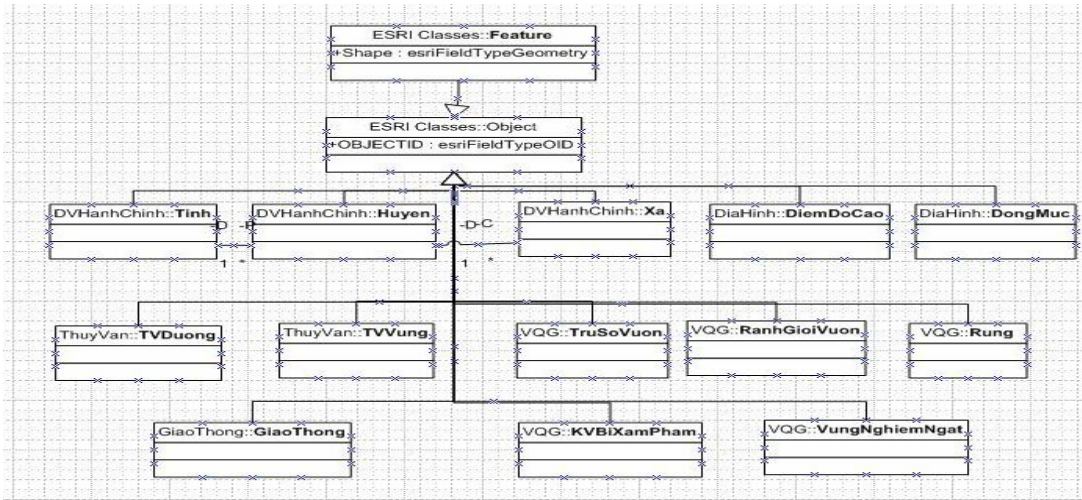 ESRI Classes::Feature
+Shape : esriFieldTypeGeometry
ESRI Classes::Object
+OBJECTID : esriFieldTypeOID
DVHanhChinh::Tinh
DVHanhChinh::Huyen
DVHanhChinh::Xa
DiaHinh::DiemDoCao
DiaHinh::DongMuc
-D-C
1 *
1 *
ThuyVan::TVDuong
ThuyVan::TVVung
VQG::TruSoVuon
VQG::RanhGioiVuon
VQG::Rung
GiaoThong::GiaoThong
VQG::KVBiXamPham
VQG::VungNghiemNgat